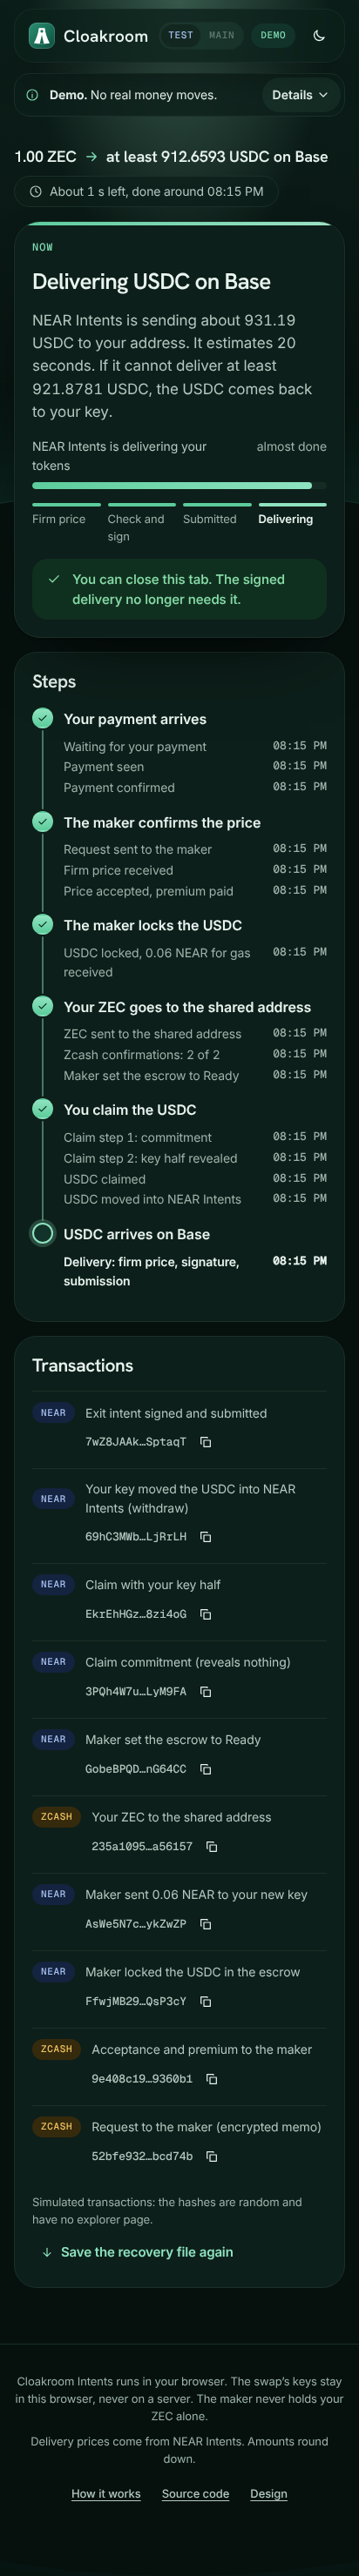 Cloakroom TEST MAIN DEMO
Demo. No real money moves. Details
1.00 ZEC → at least 912.6593 USDC on Base
About 1 s left, done around 08:15 PM
NOW
Delivering USDC on Base
NEAR Intents is sending about 931.19
USDC to your address. It estimates 20
seconds. If it cannot deliver at least
921.8781 USDC, the USDC comes back
to your key.
NEAR Intents is delivering your
tokens
almost done
Firm price
Check and
sign
Submitted
Delivering
You can close this tab. The signed
delivery no longer needs it.
Steps
Your payment arrives
Waiting for your payment 08:15 PM
Payment seen 08:15 PM
Payment confirmed 08:15 PM
The maker confirms the price
Request sent to the maker 08:15 PM
Firm price received 08:15 PM
Price accepted, premium paid 08:15 PM
The maker locks the USDC
USDC locked, 0.06 NEAR for gas 08:15 PM
received
Your ZEC goes to the shared address
ZEC sent to the shared address 08:15 PM
Zcash confirmations: 2 of 2 08:15 PM
Maker set the escrow to Ready 08:15 PM
You claim the USDC
Claim step 1: commitment 08:15 PM
Claim step 2: key half revealed 08:15 PM
USDC claimed 08:15 PM
USDC moved into NEAR Intents 08:15 PM
USDC arrives on Base
Delivery: firm price, signature, 08:15 PM
submission
Transactions
NEAR Exit intent signed and submitted
7wZ8JAAk…SptaqT
NEAR Your key moved the USDC into NEAR
Intents (withdraw)
69hC3MWb…LjRrLH
NEAR Claim with your key half
EkrEhHGz…8zi4oG
NEAR Claim commitment (reveals nothing)
3PQh4W7u…LyM9FA
NEAR Maker set the escrow to Ready
GobeBPQD…nG64CC
ZCASH Your ZEC to the shared address
235a1095…a56157
NEAR Maker sent 0.06 NEAR to your new key
AsWe5N7c…ykZwZP
NEAR Maker locked the USDC in the escrow
FfwjMB29…QsP3cY
ZCASH Acceptance and premium to the maker
9e408c19…9360b1
ZCASH Request to the maker (encrypted memo)
52bfe932…bcd74b
Simulated transactions: the hashes are random and
have no explorer page.
Save the recovery file again
Cloakroom Intents runs in your browser. The swap's keys stay
in this browser, never on a server. The maker never holds your
ZEC alone.
Delivery prices come from NEAR Intents. Amounts round
down.
How it works Source code Design